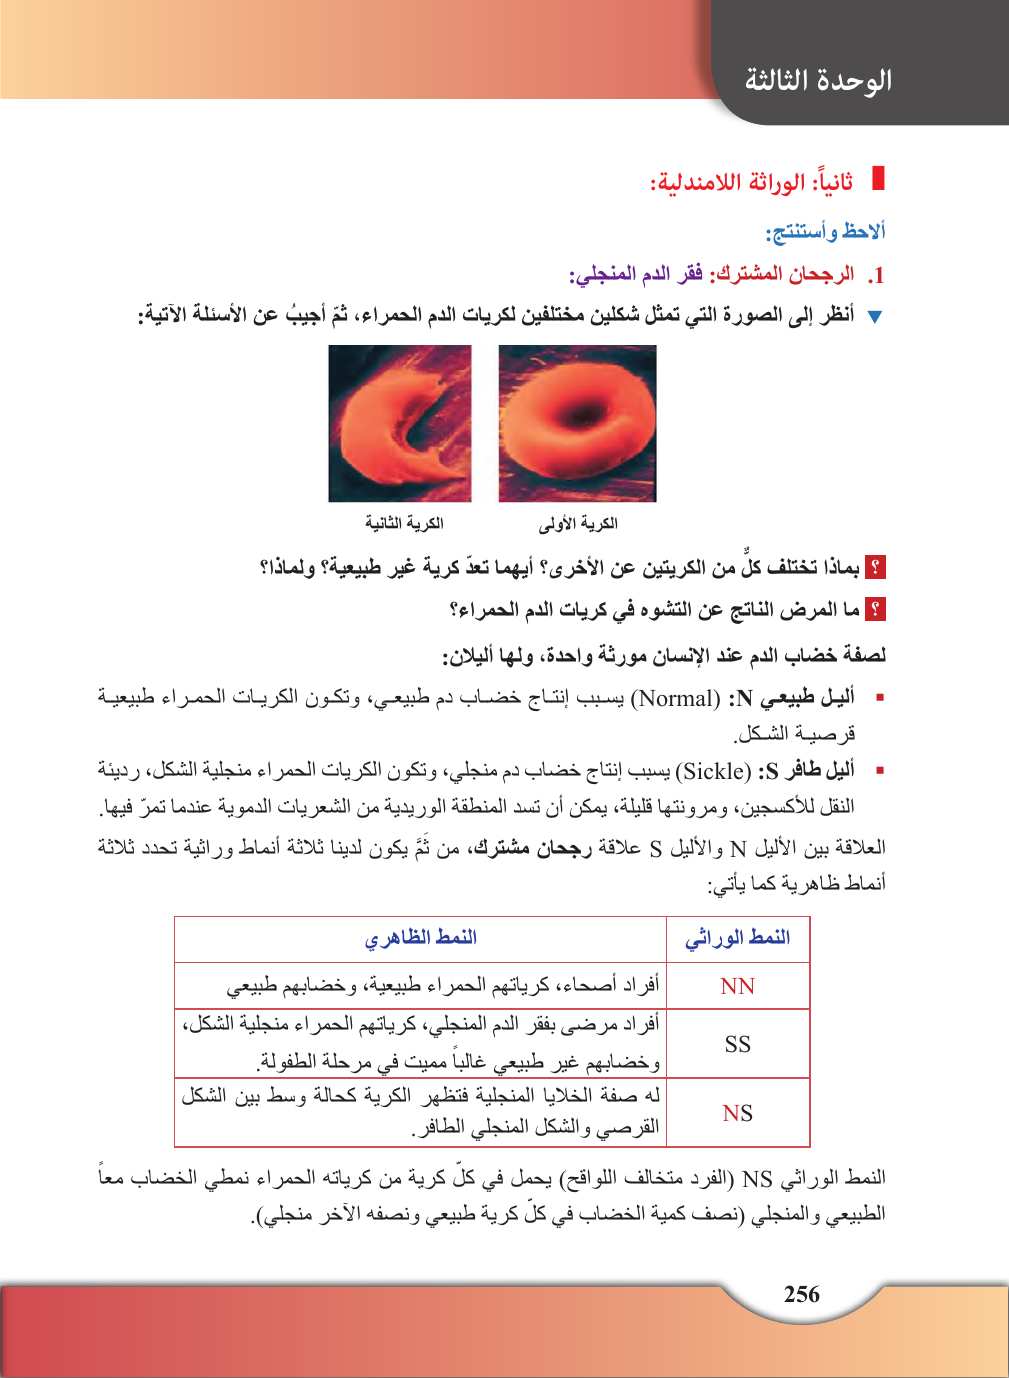 الوحدة الثالثة
ثانياً: الوراثة اللامندلية:
ألاحظ وأستنتج:
1. الرجحان المشترك: فقر الدم المنجلي:
أنظر إلى الصورة التي تمثل شكلين مختلفين لكريات الدم الحمراء، ثمّ أجيبُ عن الأسئلة الآتية:
الكرية الأولى
الكرية الثانية
؟ بماذا تختلف كلٌّ من الكريتين عن الأخرى؟ أيهما تعدّ كرية غير طبيعية؟ ولماذا؟
؟ ما المرض الناتج عن التشوه في كريات الدم الحمراء؟
لصفة خضاب الدم عند الإنسان مورثة واحدة، ولها أليلان:
أليل طبيعي N: (Normal) يسبب إنتاج خضاب دم طبيعي، وتكون الكريات الحمراء طبيعية
قرصية الشكل.
أليل طافر S: (Sickle) يسبب إنتاج خضاب دم منجلي، وتكون الكريات الحمراء منجلية الشكل، رديئة
النقل للأكسجين، ومرونتها قليلة، يمكن أن تسد المنطقة الوريدية من الشعريات الدموية عندما تمرّ فيها.
العلاقة بين الأليل N والأليل S علاقة رجحان مشترك، من ثَمَّ يكون لدينا ثلاثة أنماط وراثية تحدد ثلاثة
أنماط ظاهرية كما يأتي:
النمط الوراثي
النمط الظاهري
NN
أفراد أصحاء، كرياتهم الحمراء طبيعية، وخضابهم طبيعي
SS
أفراد مرضى بفقر الدم المنجلي، كرياتهم الحمراء منجلية الشكل،
وخضابهم غير طبيعي غالباً مميت في مرحلة الطفولة.
NS
له صفة الخلايا المنجلية فتظهر الكرية كحالة وسط بين الشكل
القرصي والشكل المنجلي الطافر.
النمط الوراثي NS (الفرد متخالف اللواقح) يحمل في كلّ كرية من كرياته الحمراء نمطي الخضاب معاً
الطبيعي والمنجلي (نصف كمية الخضاب في كلّ كرية طبيعي ونصفه الآخر منجلي).
256